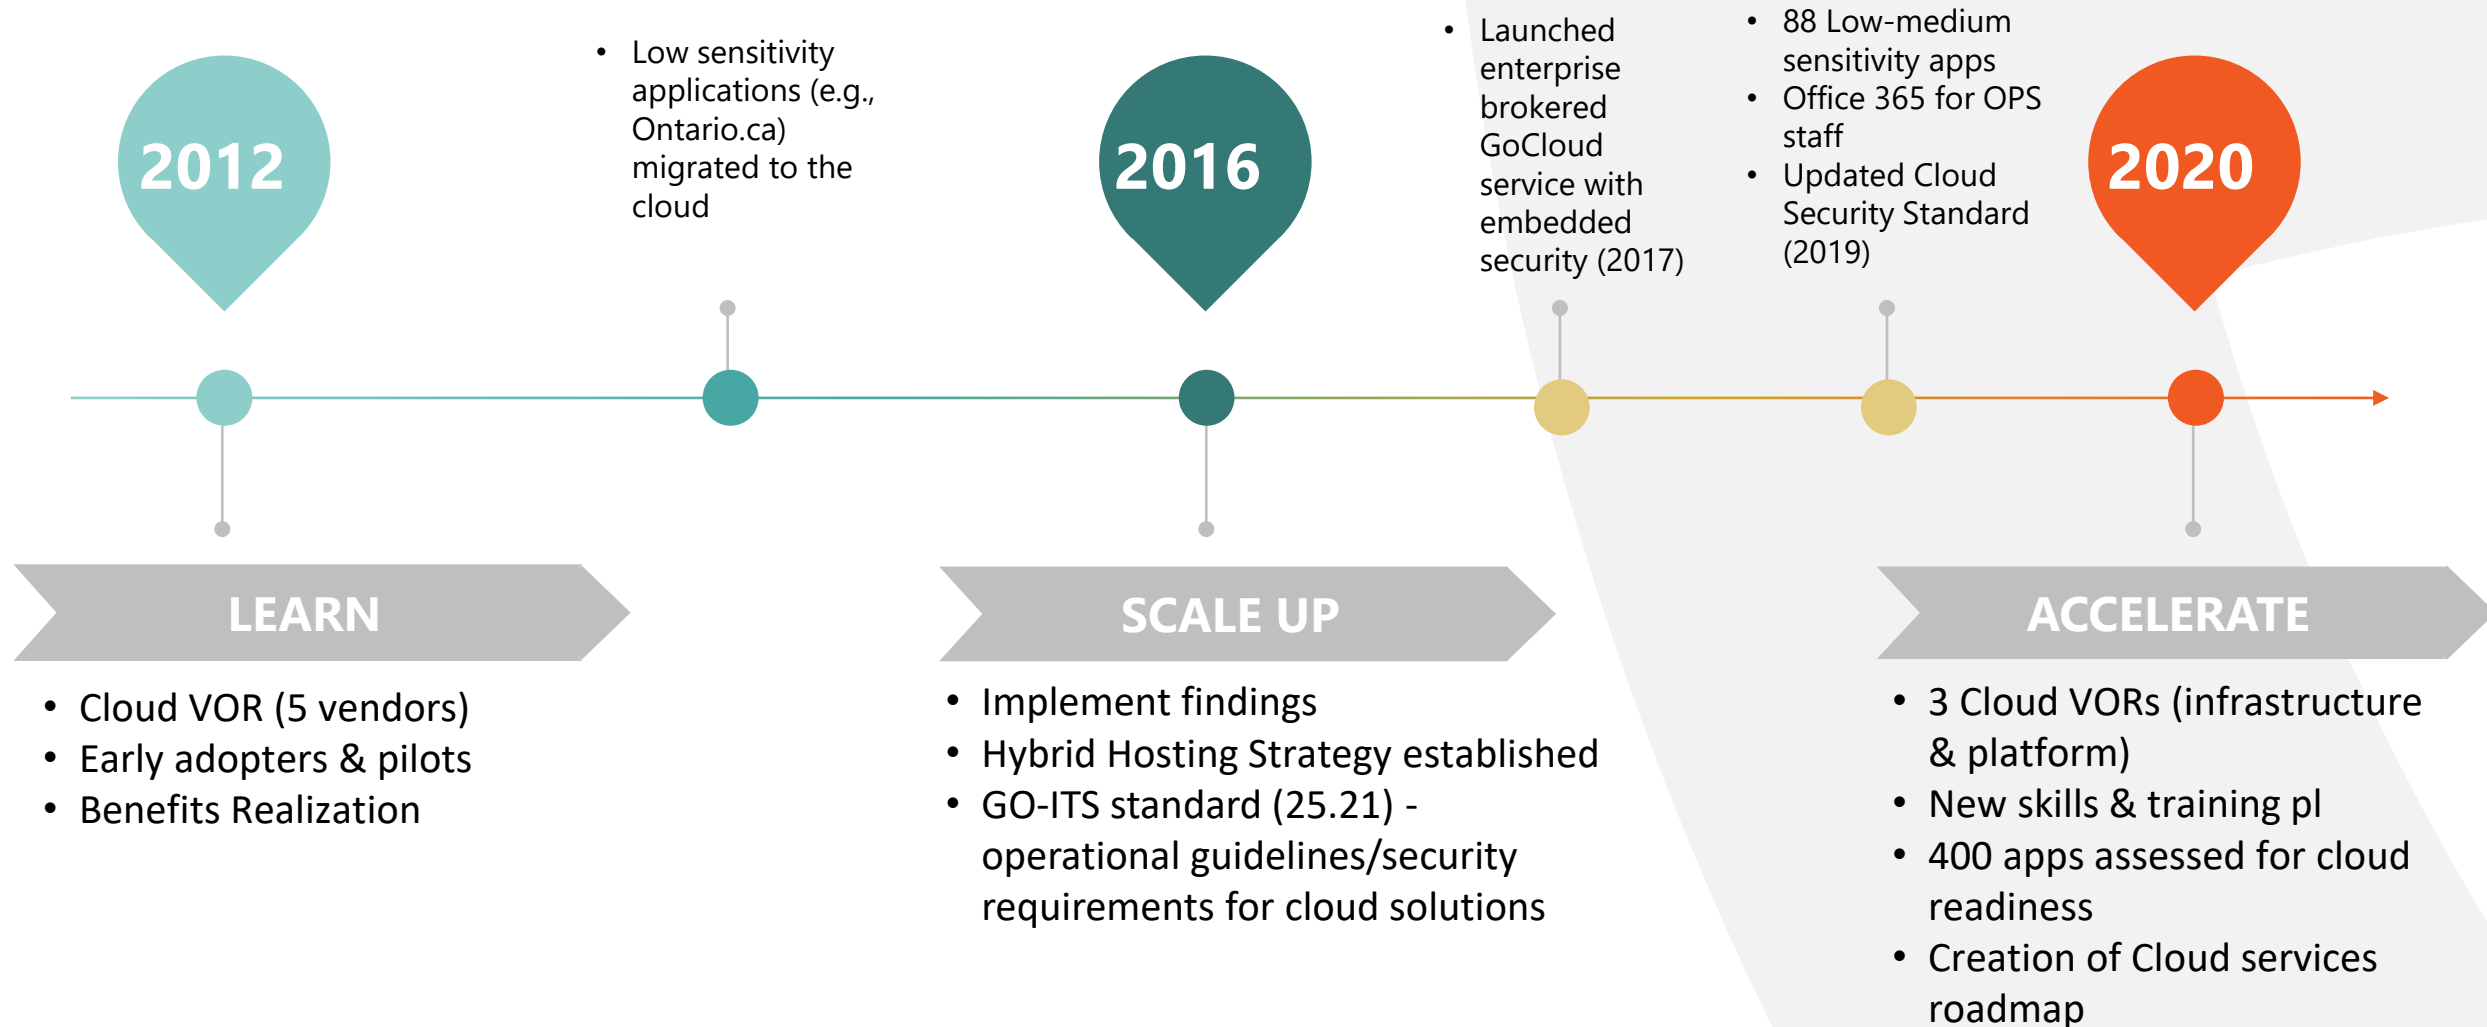 2012
• Low sensitivity
applications (e.g.,
Ontario.ca)
migrated to the
cloud
2016
• Launched
enterprise
brokered
GoCloud
service with
embedded
security (2017)
• 88 Low-medium
sensitivity apps
• Office 365 for OPS
staff
• Updated Cloud
Security Standard
(2019)
2020
LEARN
• Cloud VOR (5 vendors)
• Early adopters & pilots
• Benefits Realization
SCALE UP
• Implement findings
• Hybrid Hosting Strategy established
• GO-ITS standard (25.21) -
operational guidelines/security
requirements for cloud solutions
ACCELERATE
• 3 Cloud VORs (infrastructure
& platform)
• New skills & training pl
• 400 apps assessed for cloud
readiness
• Creation of Cloud services
roadmap